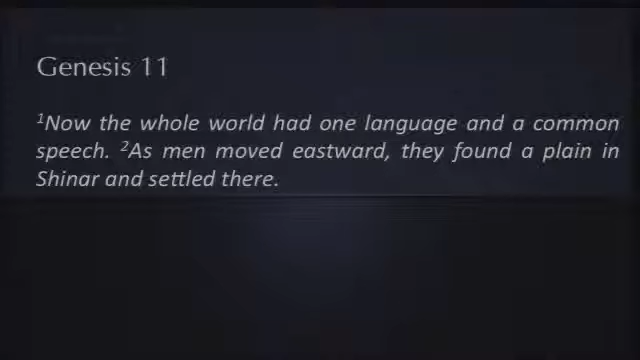 Genesis 11
¹Now the whole world had one language and a common
speech. ²As men moved eastward, they found a plain in
Shinar and settled there.